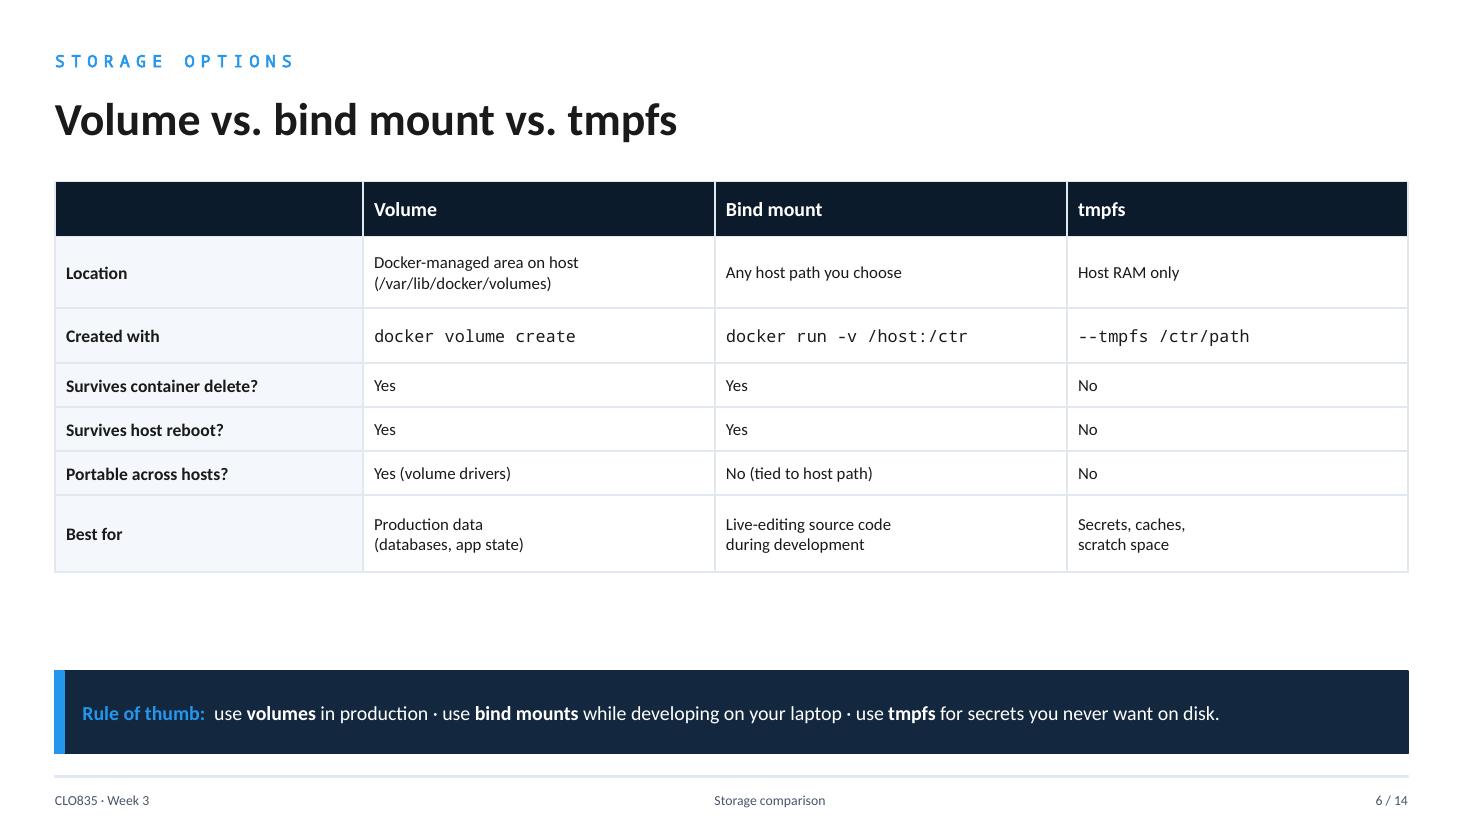 STORAGE OPTIONS
Volume vs. bind mount vs. tmpfs
Volume
Bind mount
tmpfs
Location
Docker-managed area on host
(/var/lib/docker/volumes)
Any host path you choose
Host RAM only
Created with
docker volume create
docker run -v /host:/ctr
--tmpfs /ctr/path
Survives container delete?
Yes
Yes
No
Survives host reboot?
Yes
Yes
No
Portable across hosts?
Yes (volume drivers)
No (tied to host path)
No
Best for
Production data
(databases, app state)
Live-editing source code
during development
Secrets, caches,
scratch space
Rule of thumb: use volumes in production · use bind mounts while developing on your laptop · use tmpfs for secrets you never want on disk.
CLO835 · Week 3
Storage comparison
6 / 14